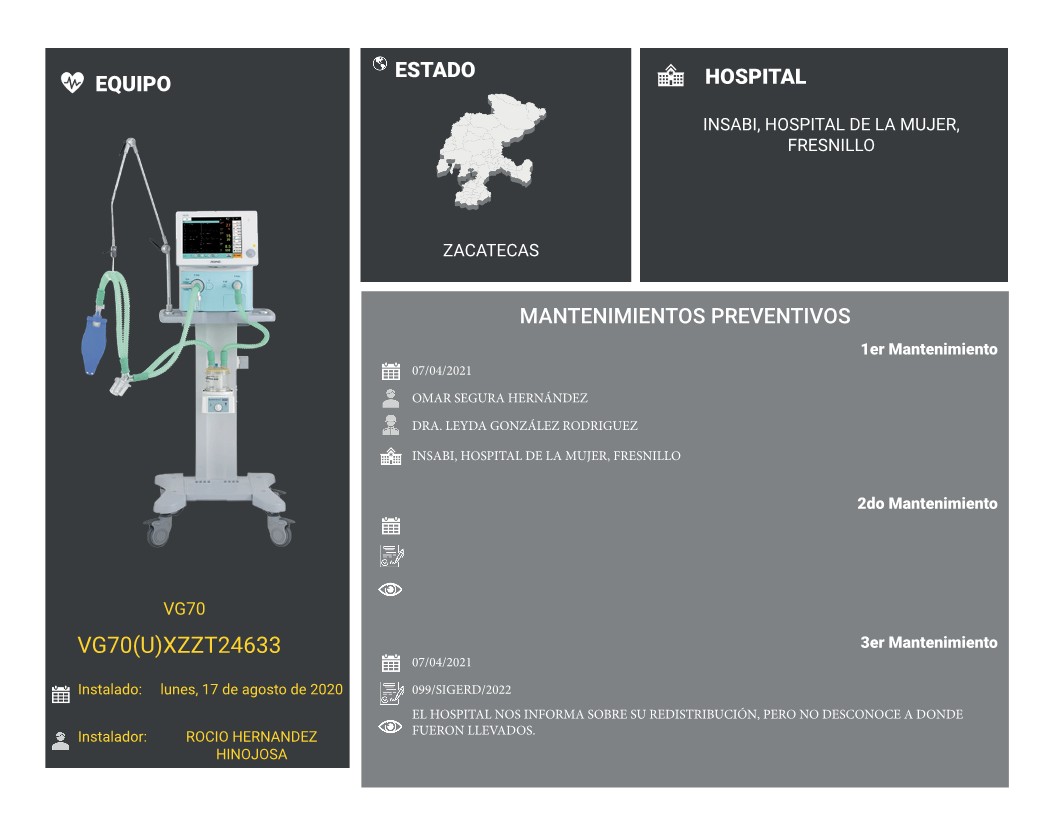 EQUIPO
VG70
VG70(U)XZZT24633
Instalado: lunes, 17 de agosto de 2020
Instalador: ROCIO HERNANDEZ
HINOJOSA
ESTADO
ZACATECAS
HOSPITAL
INSABI, HOSPITAL DE LA MUJER,
FRESNILLO
MANTENIMIENTOS PREVENTIVOS
1er Mantenimiento
07/04/2021
OMAR SEGURA HERNÁNDEZ
DRA. LEYDA GONZÁLEZ RODRIGUEZ
INSABI, HOSPITAL DE LA MUJER, FRESNILLO
2do Mantenimiento
3er Mantenimiento
07/04/2021
099/SIGERD/2022
EL HOSPITAL NOS INFORMA SOBRE SU REDISTRIBUCIÓN, PERO NO DESCONOCE A DONDE
FUERON LLEVADOS.